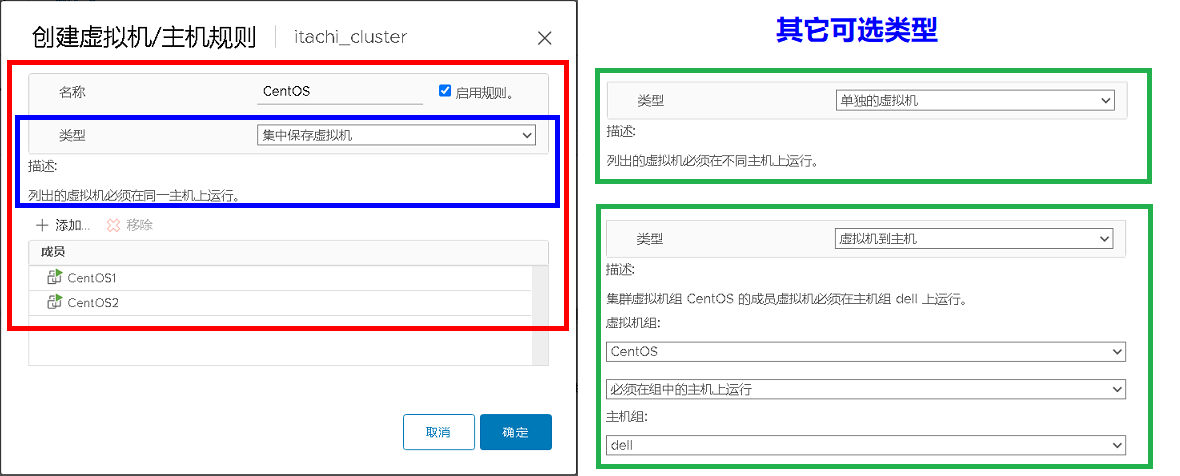 创建虚拟机/主机规则 itachi_cluster
名称 CentOS 启用规则。
类型 集中保存虚拟机
描述:
列出的虚拟机必须在同一主机上运行。
添加... 移除
成员
CentOS1
CentOS2
取消 确定
其它可选类型
类型 单独的虚拟机
描述:
列出的虚拟机必须在不同主机上运行。
类型 虚拟机到主机
描述:
集群虚拟机组 CentOS 的成员虚拟机必须在主机组 dell 上运行。
虚拟机组:
CentOS
必须在组中的主机上运行
主机组:
dell